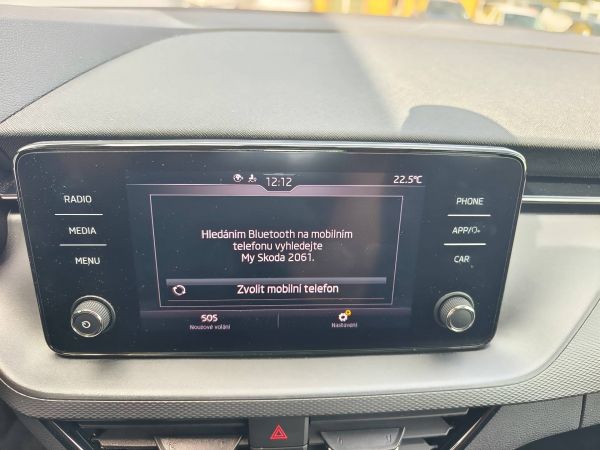 12:12
22.5°C
RADIO
MEDIA
MENU
Hledáním Bluetooth na mobilním
telefonu vyhledejte
My Skoda 2061.
Zvolit mobilní telefon
SOS
Nouzové volání
Nastavení
PHONE
APP/
CAR